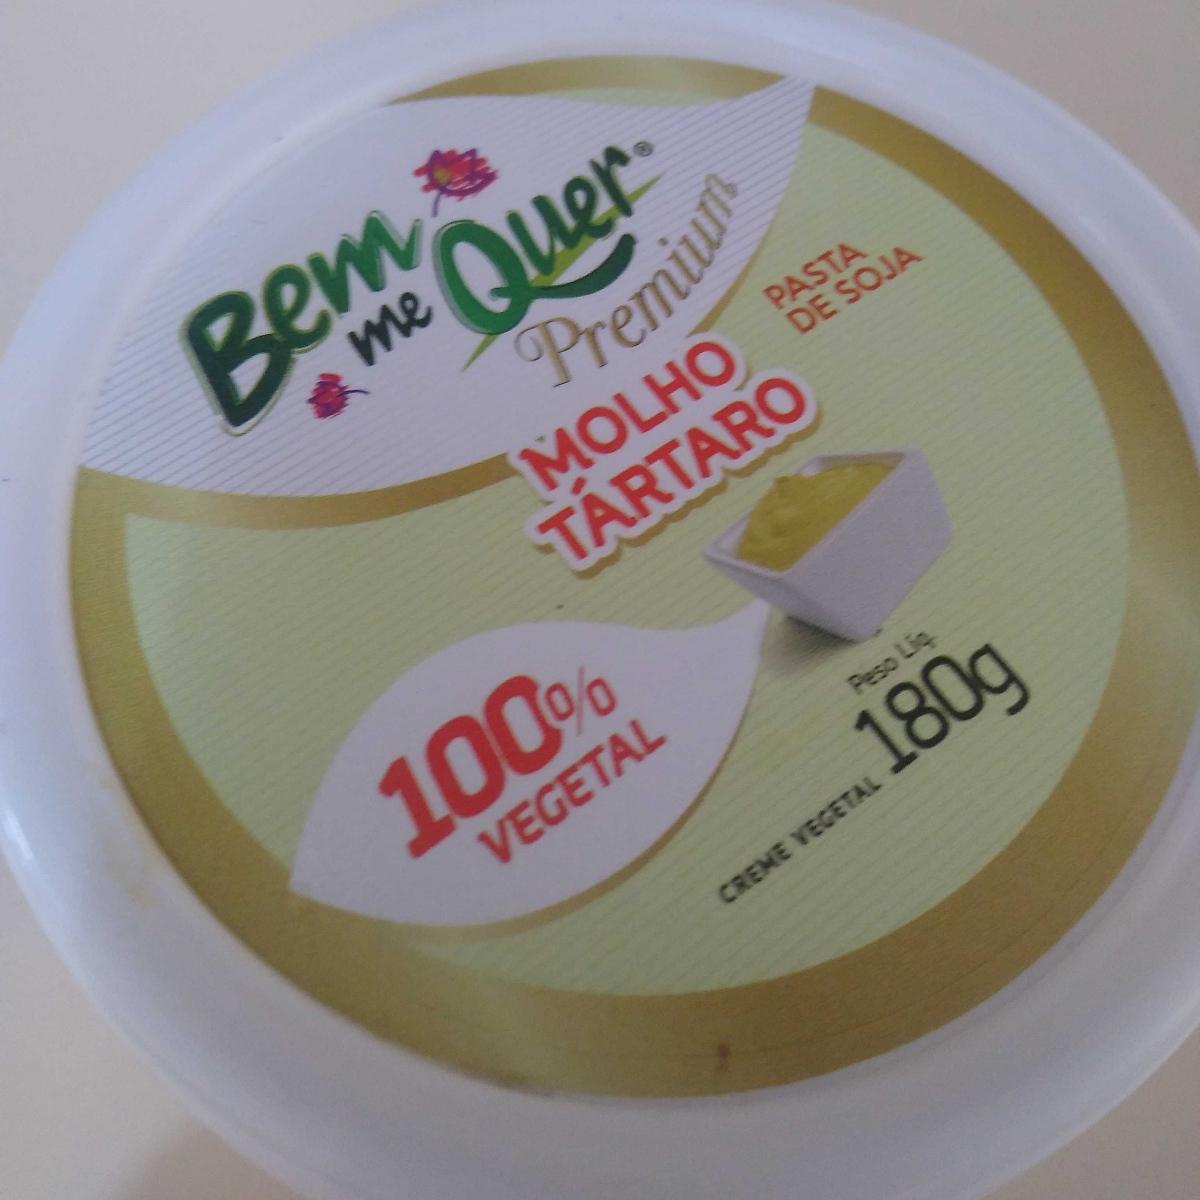 Bem
me Quer®
Premium
PASTA
DE SOJA
MOLHO
TÁRTARO
100%
VEGETAL
Peso Líq.
180g
CREME VEGETAL